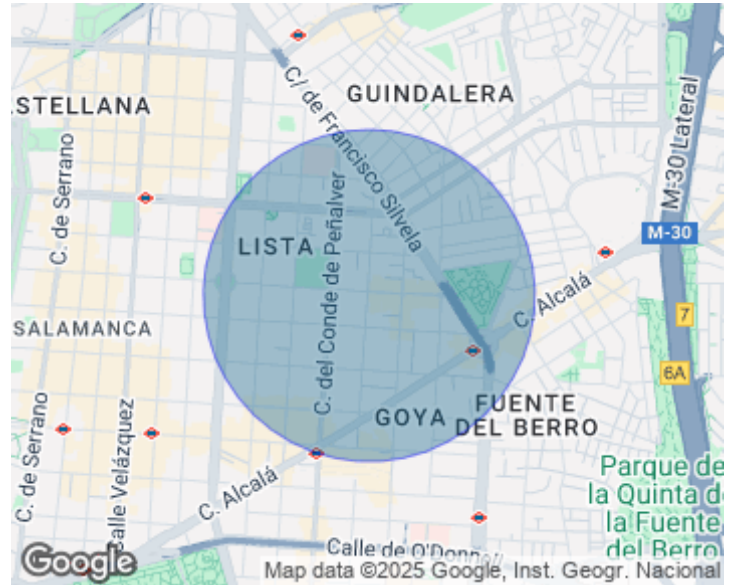 GUINDALERA
ASTELLANA
C/ de Francisco Silvela
C. de Serrano
M-30 Lateral
C. del Conde de Peñalver
M-30
LISTA
C. Alcalá
7
SALAMANCA
6A
C. de Serrano
Calle Velázquez
GOYA
FUENTE
DEL BERRO
C. Alcalá
Parque de
la Quinta d
la Fuente
del Berro
Calle de O'Donnell
Google
Map data ©2025 Google, Inst. Geogr. Nacional